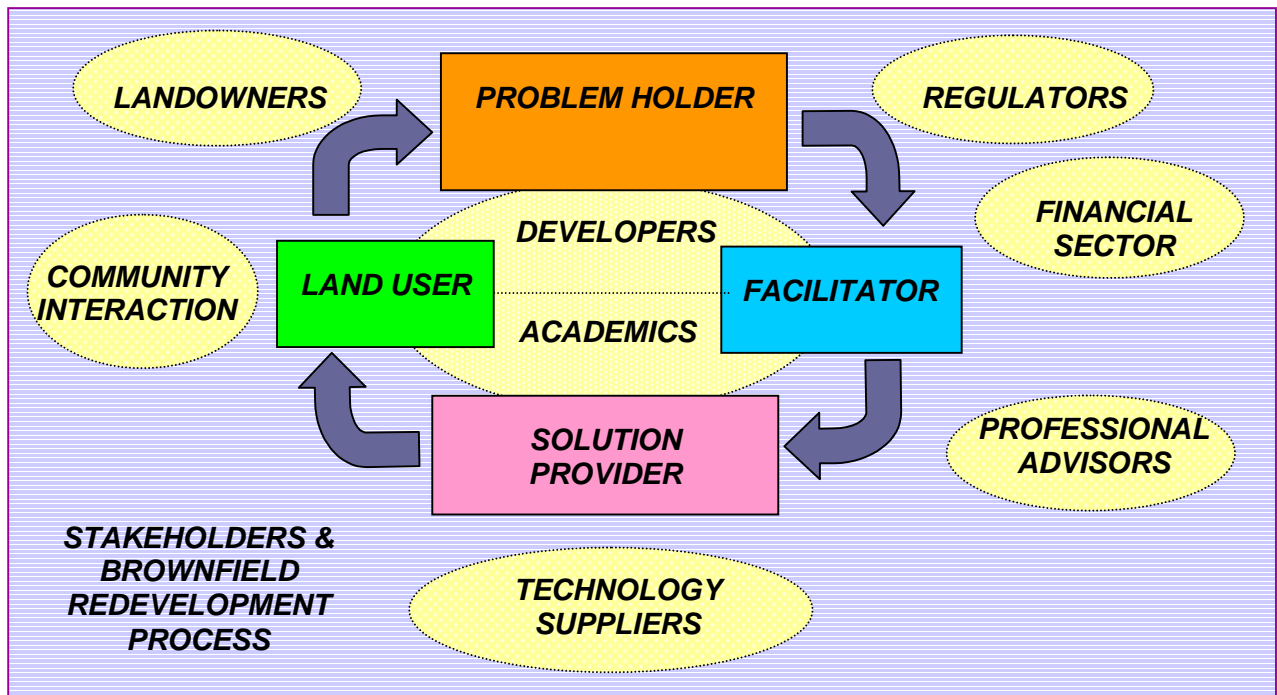 LANDOWNERS
PROBLEM HOLDER
REGULATORS
FINANCIAL
SECTOR
DEVELOPERS
COMMUNITY
INTERACTION
LAND USER
FACILITATOR
ACADEMICS
SOLUTION
PROVIDER
PROFESSIONAL
ADVISORS
STAKEHOLDERS &
BROWNFIELD
REDEVELOPMENT
PROCESS
TECHNOLOGY
SUPPLIERS